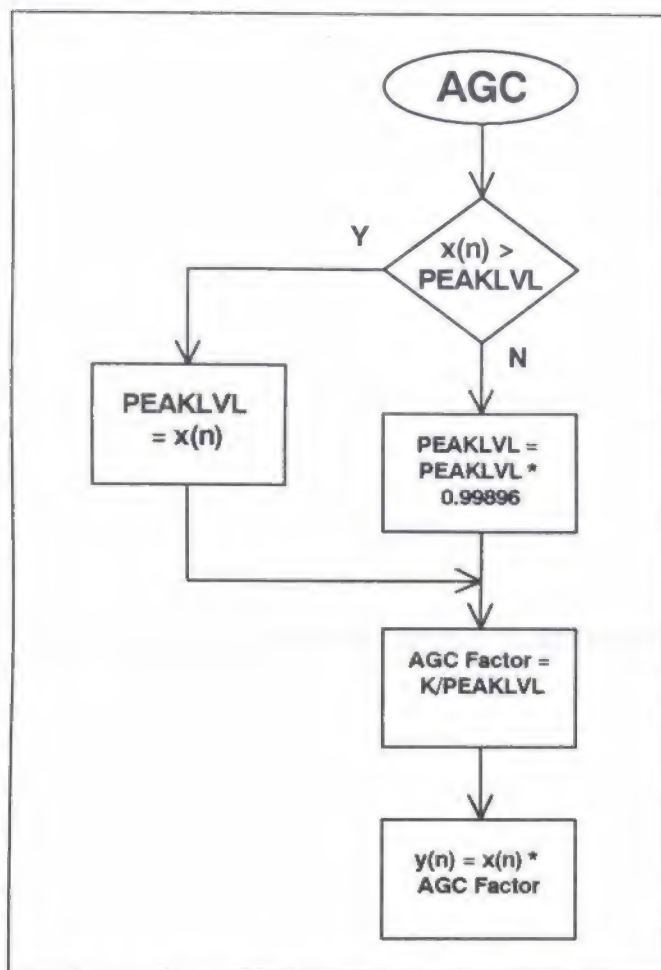 AGC
x(n) >
PEAKLVL
Y
N
PEAKLVL
= x(n)
PEAKLVL =
PEAKLVL *
0.99896
AGC Factor =
K/PEAKLVL
y(n) = x(n) *
AGC Factor